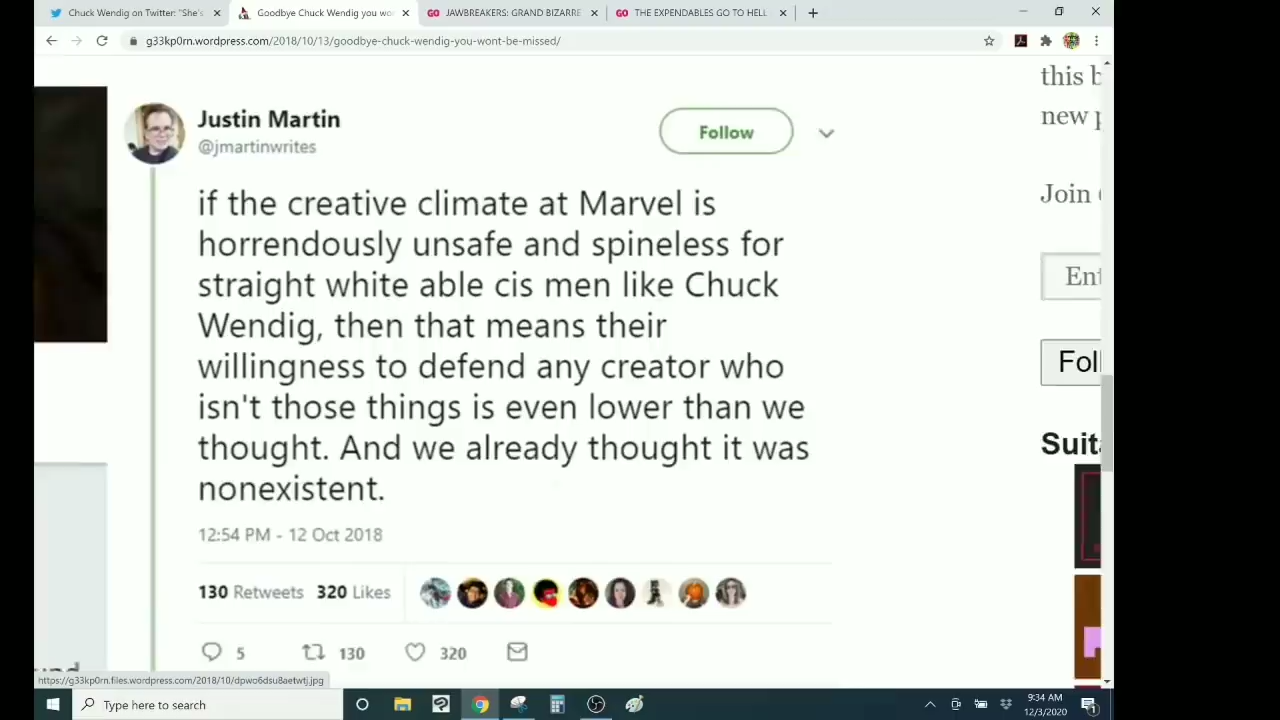 Chuck Wendig on Twitter: "She's
Goodbye Chuck Wendig you wo
JAWBREAKERS: GRAND BIZARRE
THE EXPENDABLES GO TO HELL
g33kp0rn.wordpress.com/2018/10/13/goodbye-chuck-wendig-you-wont-be-missed/
this b
new p
Join
Ent
Foll
Suit
Justin Martin
@jmartinwrites
Follow
if the creative climate at Marvel is
horrendously unsafe and spineless for
straight white able cis men like Chuck
Wendig, then that means their
willingness to defend any creator who
isn't those things is even lower than we
thought. And we already thought it was
nonexistent.
12:54 PM - 12 Oct 2018
130 Retweets 320 Likes
5 130 320
https://g33kp0rn.files.wordpress.com/2018/10/dpwo6dsu8aetwtj.jpg
Type here to search
9:34 AM
12/3/2020